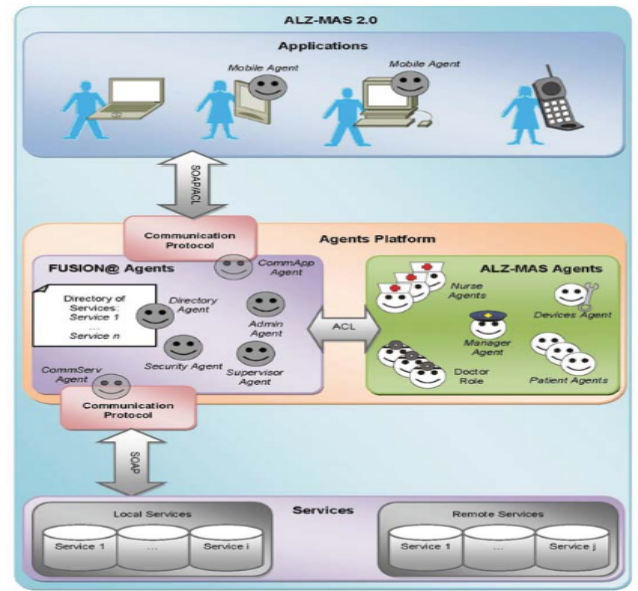 ALZ-MAS 2.0
Applications
Mobile Agent
Mobile Agent
SOAP/ACL
Communication
Protocol
Agents Platform
FUSION@ Agents
CommApp
Agent
Directory of
Services:
Service 1
...
Service n
Directory
Agent
Admin
Agent
Security Agent
Supervisor
Agent
CommServ
Agent
Communication
Protocol
ACL
ALZ-MAS Agents
Nurse
Agents
Devices Agent
Manager
Agent
Doctor
Role
Patient Agents
SOAP
Services
Local Services
Service 1
...
Service i
Remote Services
Service 1
...
Service j